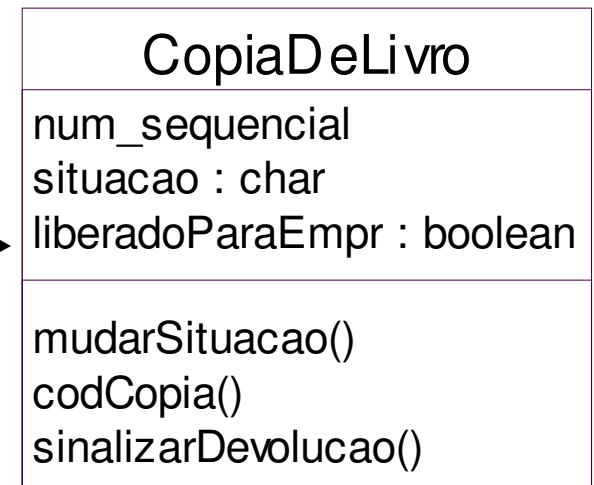 CopiaDeLivro
num_sequencial
situacao : char
liberadoParaEmpr : boolean
mudarSituacao()
codCopia()
sinalizarDevolucao()